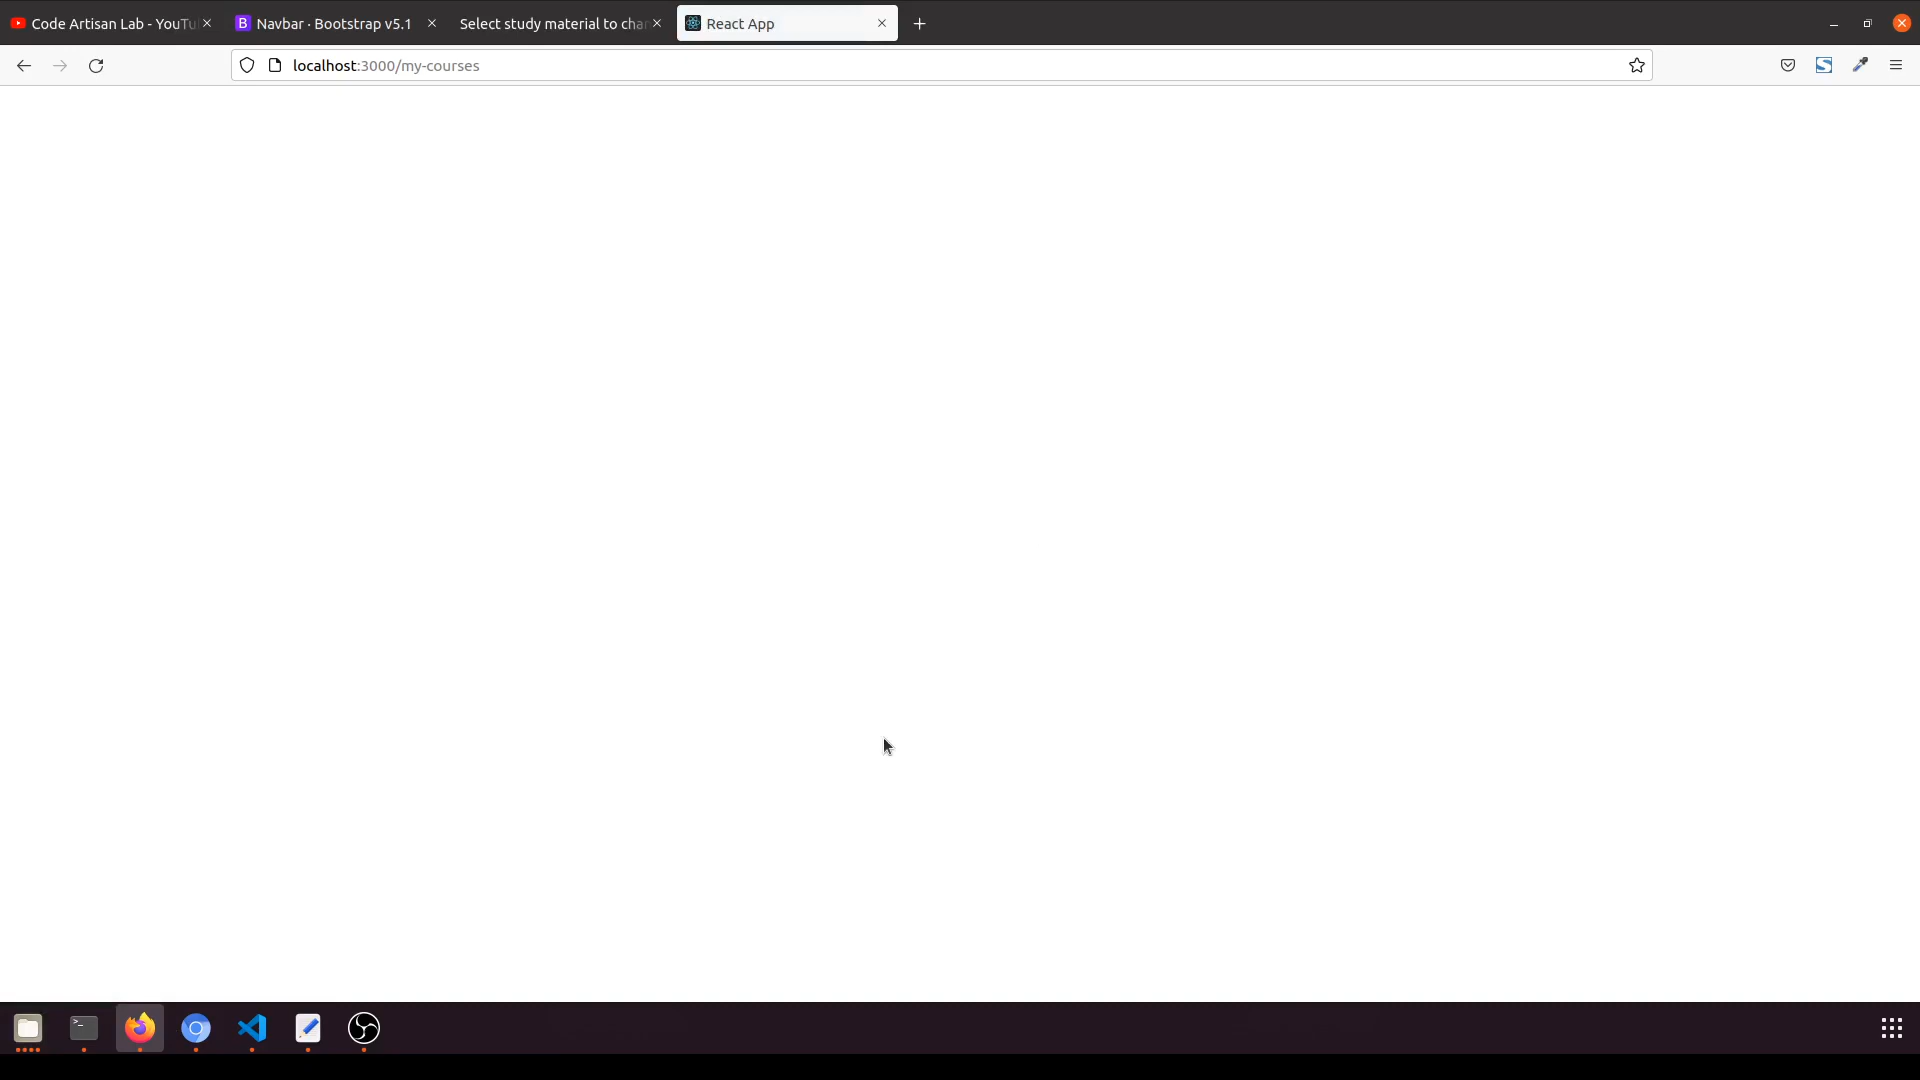 Code Artisan Lab - YouTu
Navbar · Bootstrap v5.1
Select study material to cha
React App
localhost:3000/my-courses